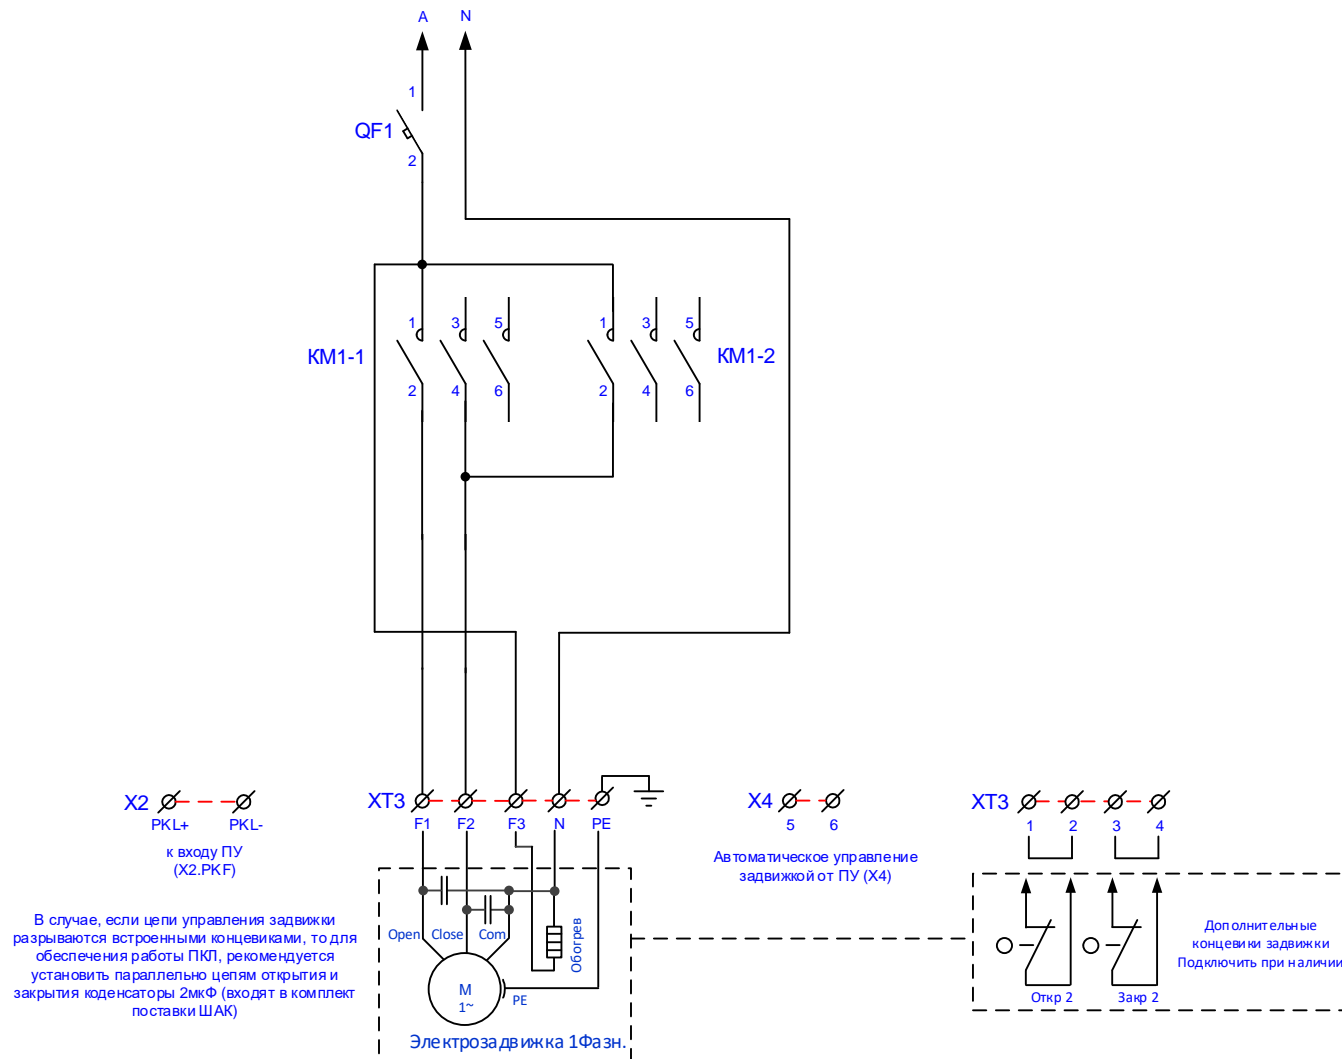 A N
1
QF1
2
1 3 5 1 3 5
КМ1-1 КМ1-2
2 4 6 2 4 6
X2 XT3 X4 XT3
PKL+ PKL- F1 F2 F3 N PE 5 6 1 2 3 4
к входу ПУ
(X2.PKF)
Автоматическое управление
задвижкой от ПУ (X4)
В случае, если цепи управления задвижки
разрываются встроенными концевиками, то для
обеспечения работы ПКЛ, рекомендуется
установить параллельно цепям открытия и
закрытия коденсаторы 2мкФ (входят в комплект
поставки ШАК)
Open Close Com Обогрев
M
1~
PE
Электрозадвижка 1Фазн.
Дополнительные
концевики задвижки
Подключить при наличии
Откр 2 Закр 2